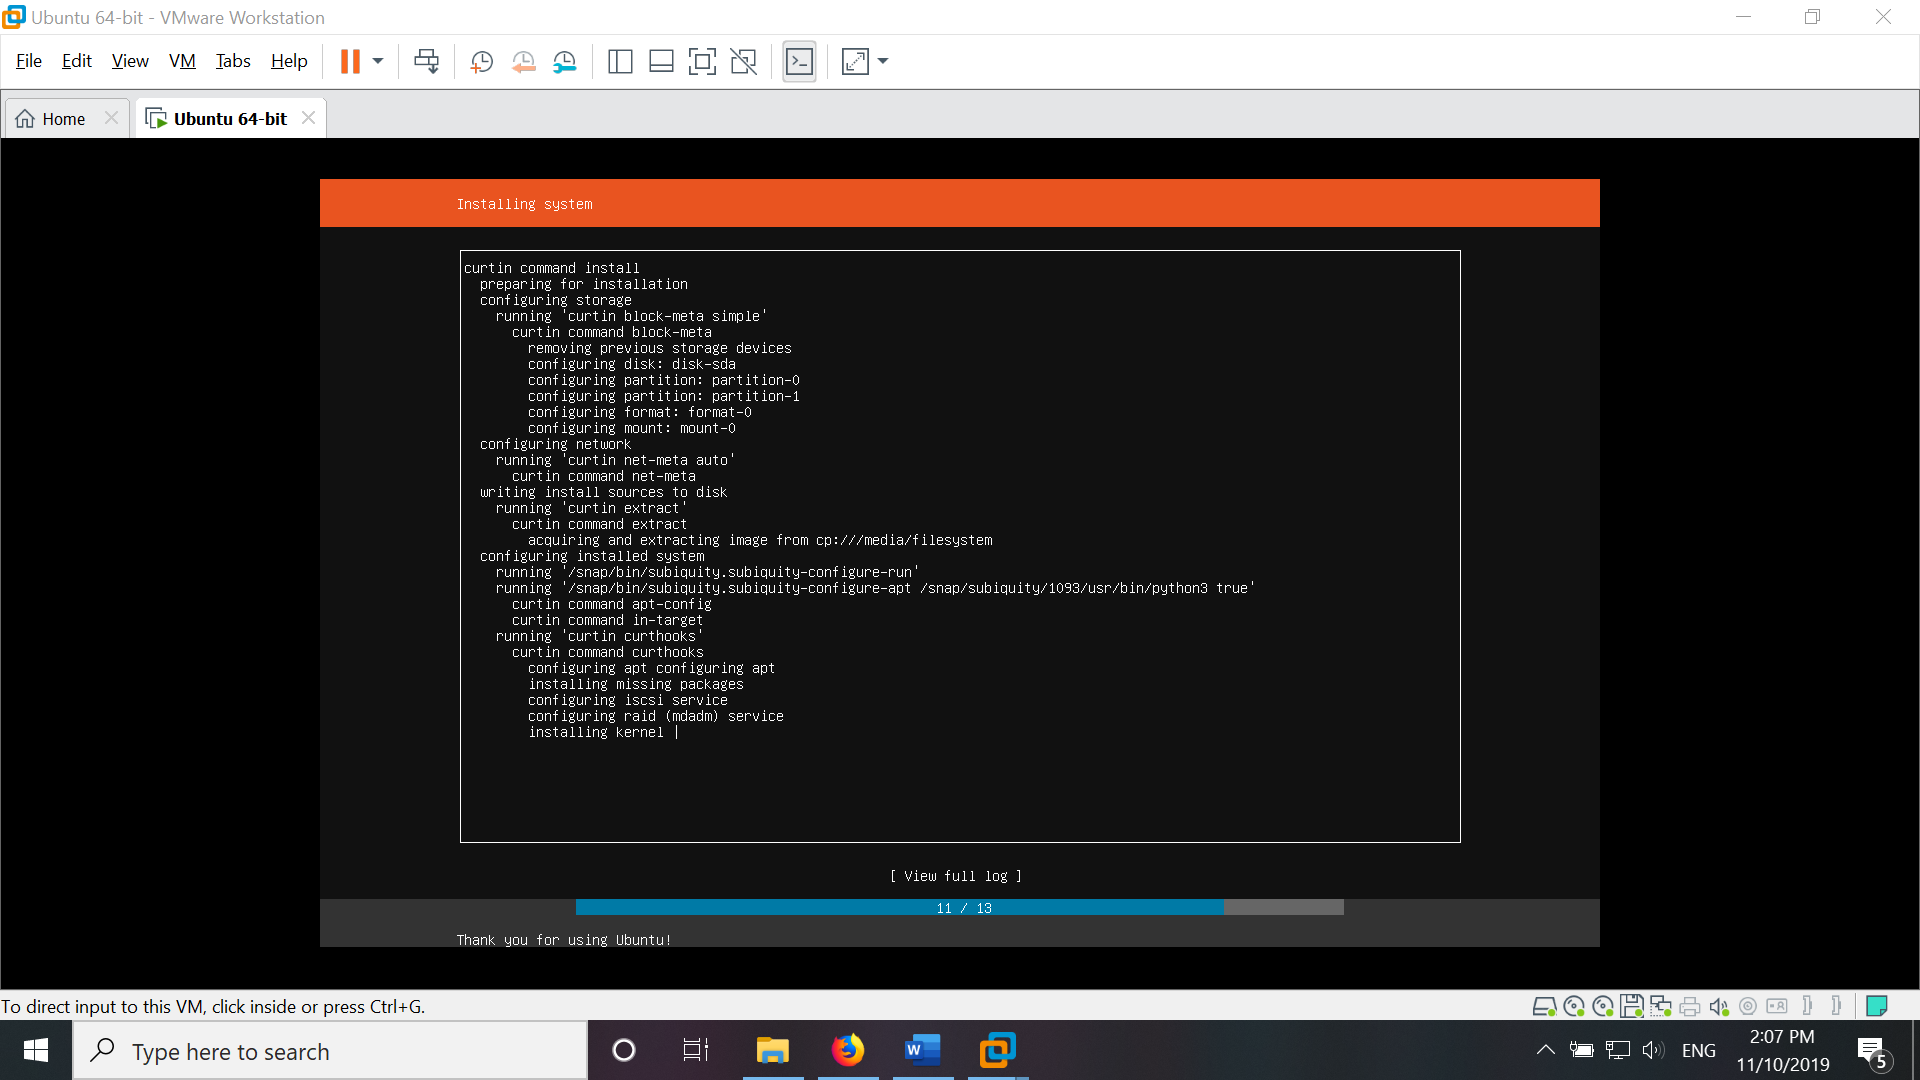 Ubuntu 64-bit - VMware Workstation
File Edit View VM Tabs Help
Home
Ubuntu 64-bit
Installing system
curtin command install
preparing for installation
configuring storage
running 'curtin block-meta simple'
curtin command block-meta
removing previous storage devices
configuring disk: disk-sda
configuring partition: partition-0
configuring partition: partition-1
configuring format: format-0
configuring mount: mount-0
configuring network
running 'curtin net-meta auto'
curtin command net-meta
writing install sources to disk
running 'curtin extract'
curtin command extract
acquiring and extracting image from cp:///media/filesystem
configuring installed system
running '/snap/bin/subiquity.subiquity-configure-run'
running '/snap/bin/subiquity.subiquity-configure-apt /snap/subiquity/1093/usr/bin/python3 true'
curtin command apt-config
curtin command in-target
running 'curtin curthooks'
curtin command curthooks
configuring apt configuring apt
installing missing packages
configuring iscsi service
configuring raid (mdadm) service
installing kernel |
[ View full log ]
11 / 13
Thank you for using Ubuntu!
To direct input to this VM, click inside or press Ctrl+G.
Type here to search
W
ENG
2:07 PM
11/10/2019
5